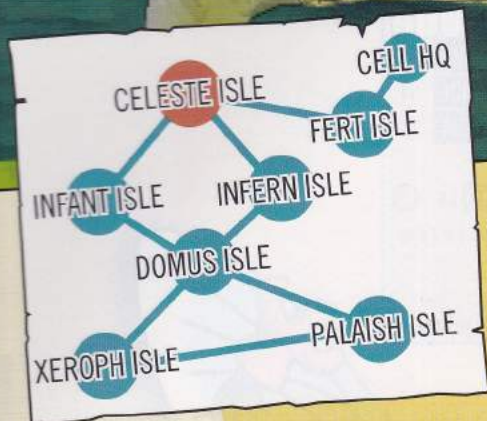 CELL HQ
CELESTE ISLE
FERT ISLE
INFANT ISLE
INFERN ISLE
DOMUS ISLE
PALAISH ISLE
XEROPH ISLE